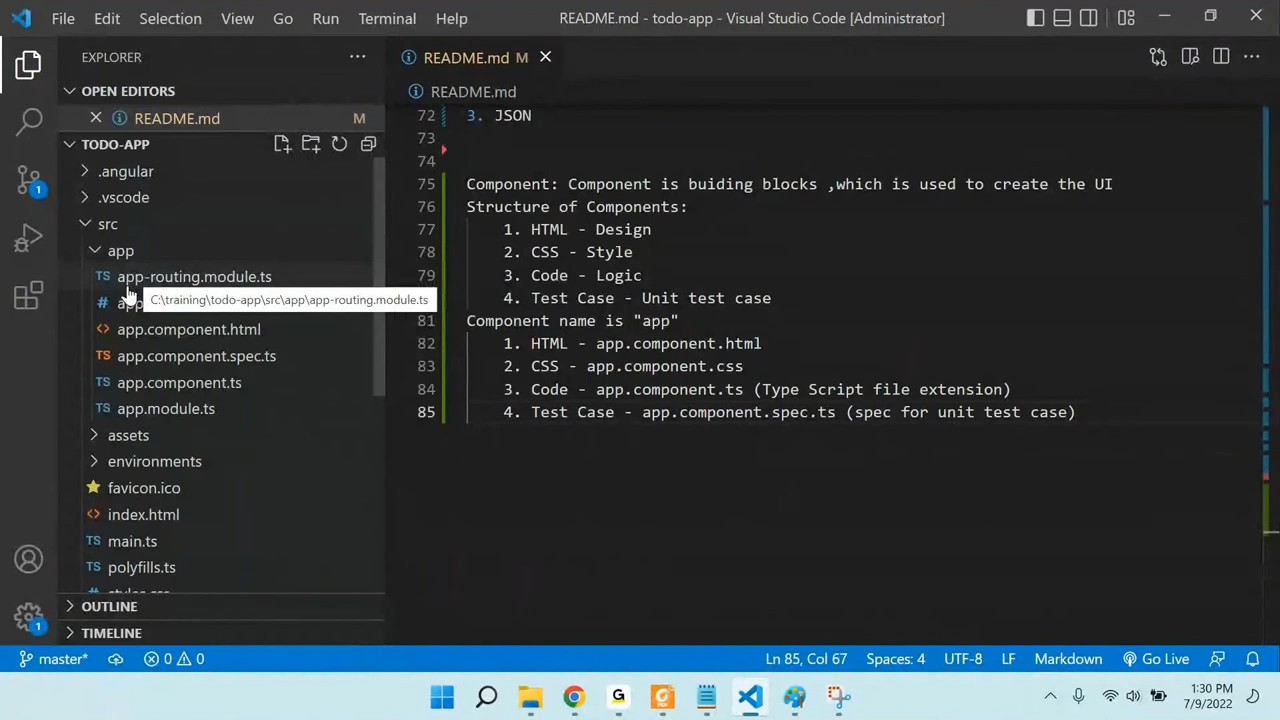 File Edit Selection View Go Run Terminal Help README.md - todo-app - Visual Studio Code [Administrator]
EXPLORER
OPEN EDITORS
README.md M
TODO-APP
.angular
.vscode
src
app
app-routing.module.ts
C:\training\todo-app\src\app\app-routing.module.ts
app.component.html
app.component.spec.ts
app.component.ts
app.module.ts
assets
environments
favicon.ico
index.html
main.ts
polyfills.ts
OUTLINE
TIMELINE
README.md M
README.md
72 3. JSON
73
74
75 Component: Component is buiding blocks ,which is used to create the UI
76 Structure of Components:
77 1. HTML - Design
78 2. CSS - Style
79 3. Code - Logic
80 4. Test Case - Unit test case
81 Component name is "app"
82 1. HTML - app.component.html
83 2. CSS - app.component.css
84 3. Code - app.component.ts (Type Script file extension)
85 4. Test Case - app.component.spec.ts (spec for unit test case)
1
1
master* 0 0 Ln 85, Col 67 Spaces: 4 UTF-8 LF Markdown Go Live
1:30 PM
7/9/2022